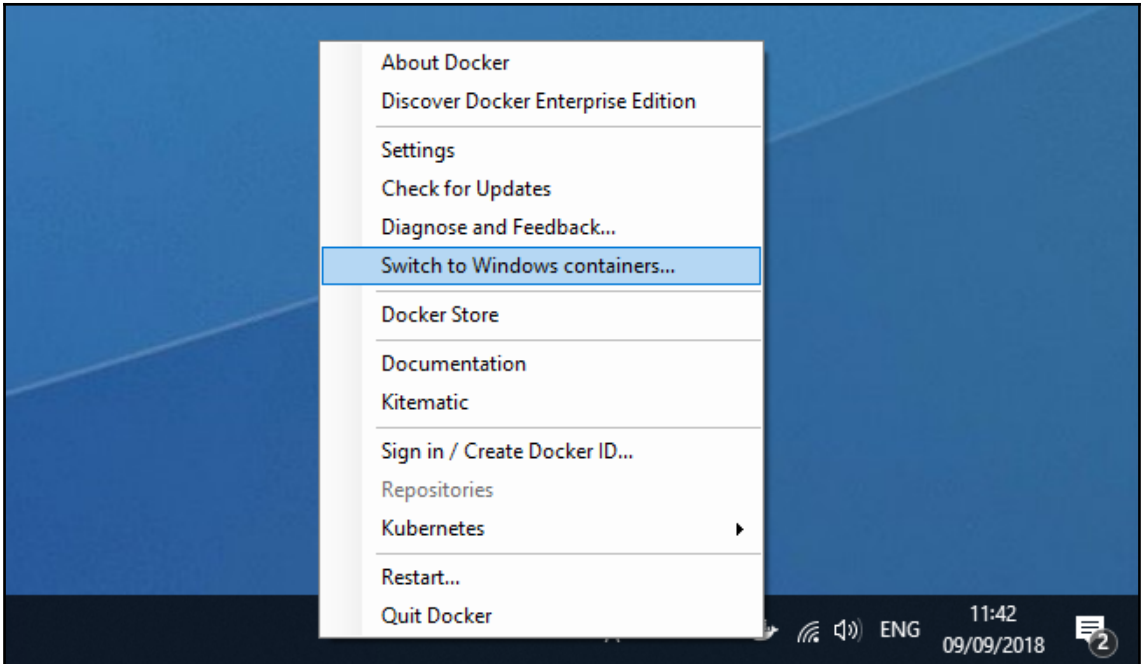 About Docker
Discover Docker Enterprise Edition
Settings
Check for Updates
Diagnose and Feedback...
Switch to Windows containers...
Docker Store
Documentation
Kitematic
Sign in / Create Docker ID...
Repositories
Kubernetes
Restart...
Quit Docker
ENG
11:42
09/09/2018
2